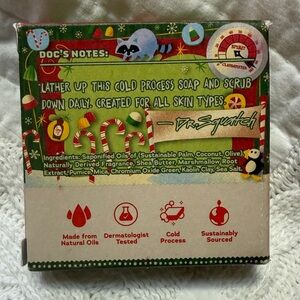 DOC'S NOTES:
LATHER UP THIS COLD PROCESS SOAP AND SCRUB
DOWN DAILY. CREATED FOR ALL SKIN TYPES.
— Dr. Squatch
Ingredients: Saponified Oils of (Sustainable Palm, Coconut, Olive),
Naturally Derived Fragrance, Shea Butter, Marshmallow Root
Extract, Pumice, Mica, Chromium Oxide Green, Kaolin Clay, Sea Salt
Made from
Natural Oils
Dermatologist
Tested
Cold
Process
Sustainably
Sourced